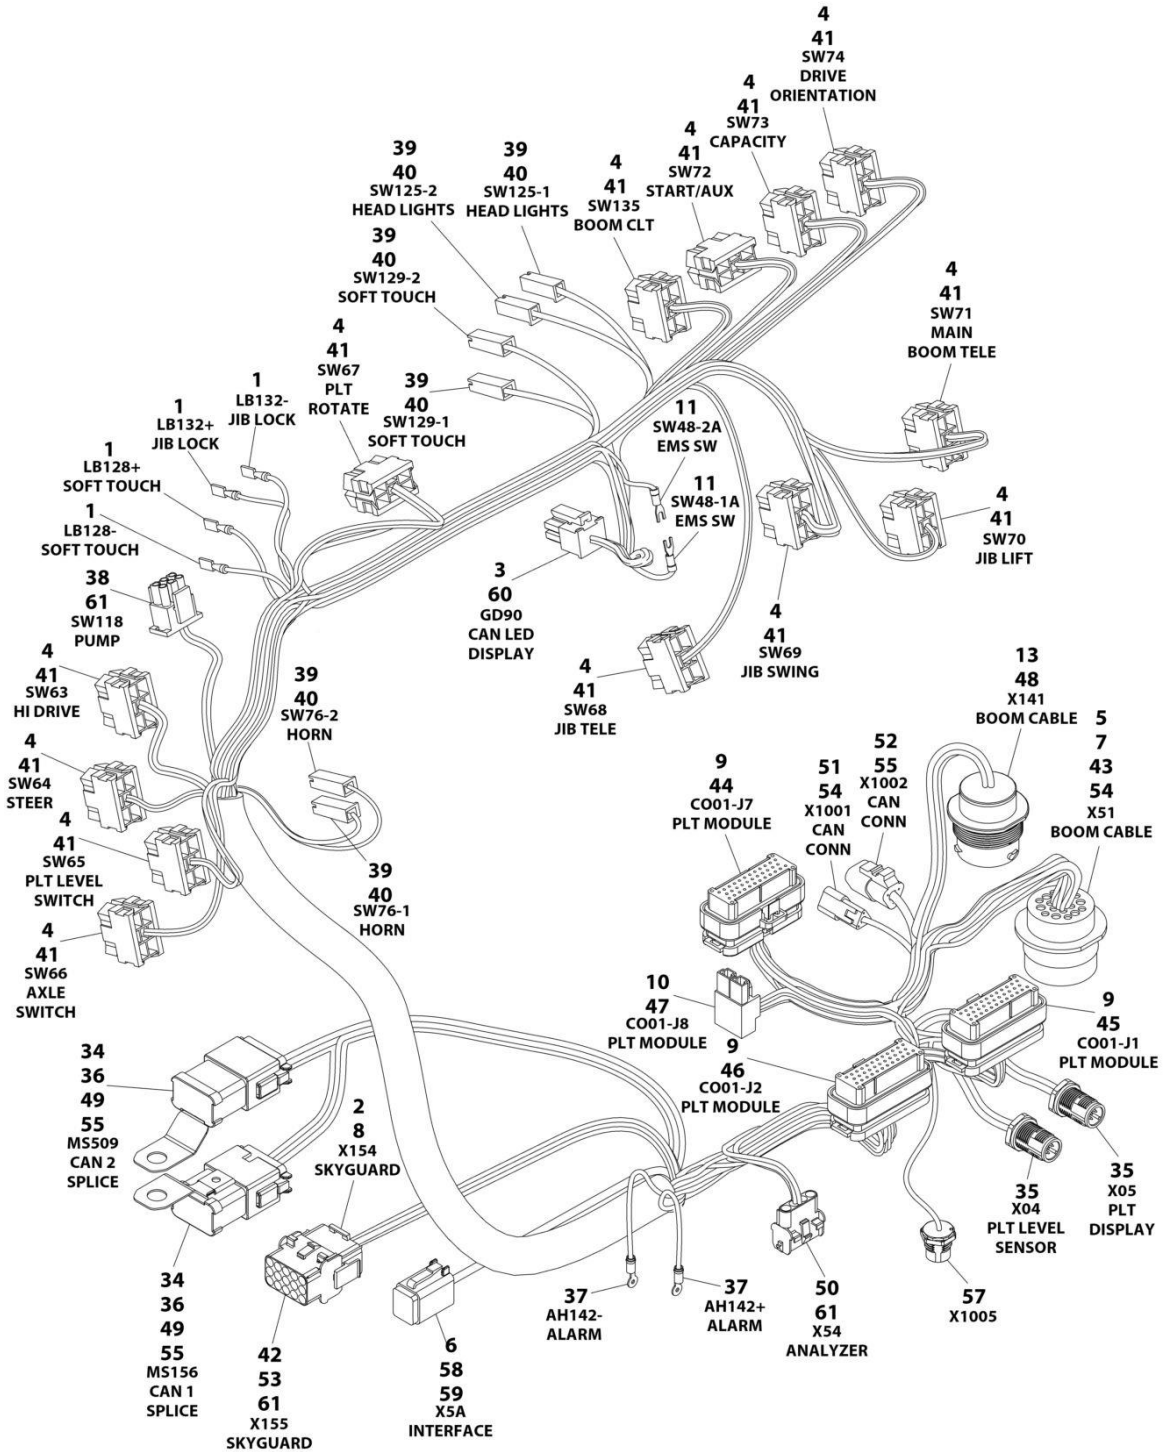 4
41
SW74
DRIVE
ORIENTATION
4
41
SW73
CAPACITY
4
41
SW72
START/AUX
4
41
SW135
BOOM CLT
39
40
SW125-1
HEAD LIGHTS
39
40
SW125-2
HEAD LIGHTS
39
40
SW129-2
SOFT TOUCH
4
41
SW67
PLT
ROTATE
39
40
SW129-1
SOFT TOUCH
1
LB132-
JIB LOCK
1
LB132+
JIB LOCK
1
LB128+
SOFT TOUCH
1
LB128-
SOFT TOUCH
38
61
SW118
PUMP
4
41
SW63
HI DRIVE
4
41
SW64
STEER
4
41
SW65
PLT LEVEL
SWITCH
4
41
SW66
AXLE
SWITCH
39
40
SW76-2
HORN
39
40
SW76-1
HORN
4
41
SW71
MAIN
BOOM TELE
11
SW48-2A
EMS SW
11
SW48-1A
EMS SW
4
41
SW70
JIB LIFT
3
60
GD90
CAN LED
DISPLAY
4
41
SW69
JIB SWING
4
41
SW68
JIB TELE
13
48
X141
BOOM CABLE
5
7
43
54
X51
BOOM CABLE
52
55
X1002
CAN
CONN
51
54
X1001
CAN
CONN
9
44
CO01-J7
PLT MODULE
10
47
CO01-J8
PLT MODULE
9
46
CO01-J2
PLT MODULE
9
45
CO01-J1
PLT MODULE
35
X05
PLT
DISPLAY
35
X04
PLT LEVEL
SENSOR
57
X1005
50
61
X54
ANALYZER
37
AH142+
ALARM
37
AH142-
ALARM
6
58
59
X5A
INTERFACE
2
8
X154
SKYGUARD
42
53
61
X155
SKYGUARD
34
36
49
55
MS509
CAN 2
SPLICE
34
36
49
55
MS156
CAN 1
SPLICE